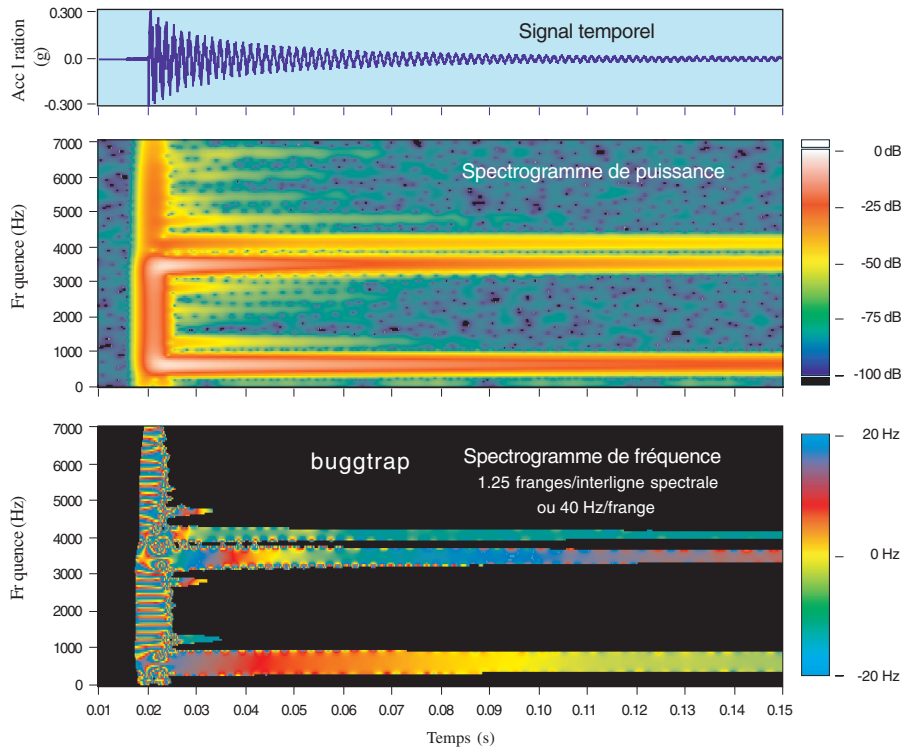 0.300
0.0
-0.300
Acc l ration
(g)
Signal temporel
7000
6000
5000
4000
3000
2000
1000
0
Fr quence (Hz)
Spectrogramme de puissance
0 dB
-25 dB
-50 dB
-75 dB
-100 dB
7000
6000
5000
4000
3000
2000
1000
0
Fr quence (Hz)
buggtrap
Spectrogramme de fréquence
1.25 franges/interligne spectrale
ou 40 Hz/frange
20 Hz
0 Hz
-20 Hz
0.01 0.02 0.03 0.04 0.05 0.06 0.07 0.08 0.09 0.10 0.11 0.12 0.13 0.14 0.15
Temps (s)